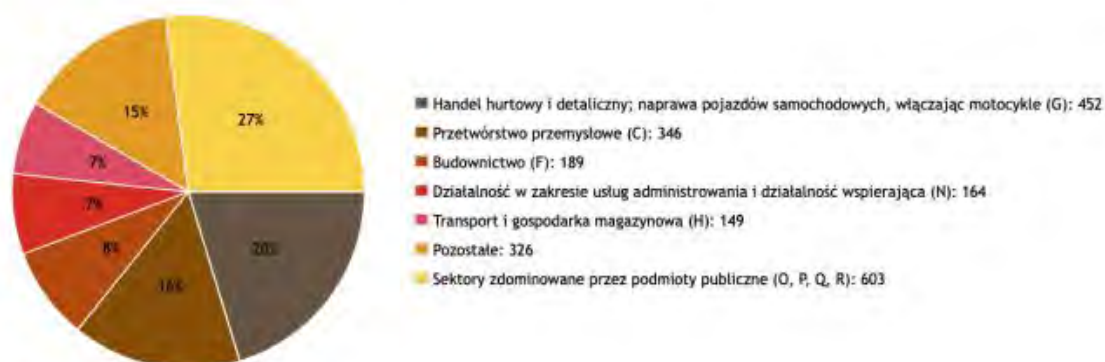 15%
27%
7%
7%
8%
16%
20%
Handel hurtowy i detaliczny; naprawa pojazdów samochodowych, włączając motocykle (G): 452
Przetwórstwo przemysłowe (C): 346
Budownictwo (F): 189
Działalność w zakresie usług administrowania i działalność wspierająca (N): 164
Transport i gospodarka magazynowa (H): 149
Pozostałe: 326
Sektory zdominowane przez podmioty publiczne (O, P, Q, R): 603